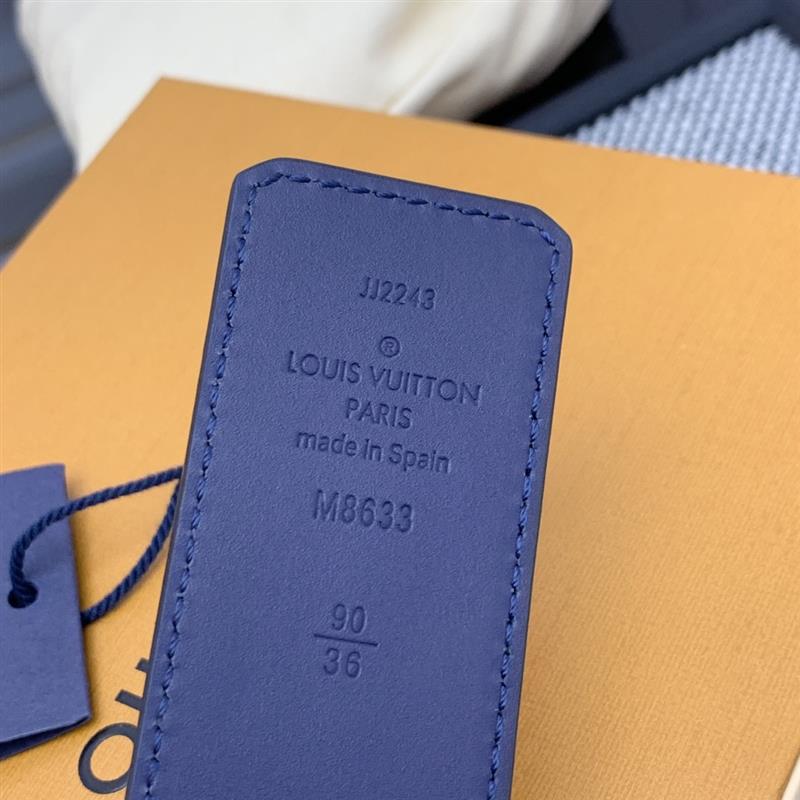 JJ2243
®
LOUIS VUITTON
PARIS
made in Spain
M8633
90
36